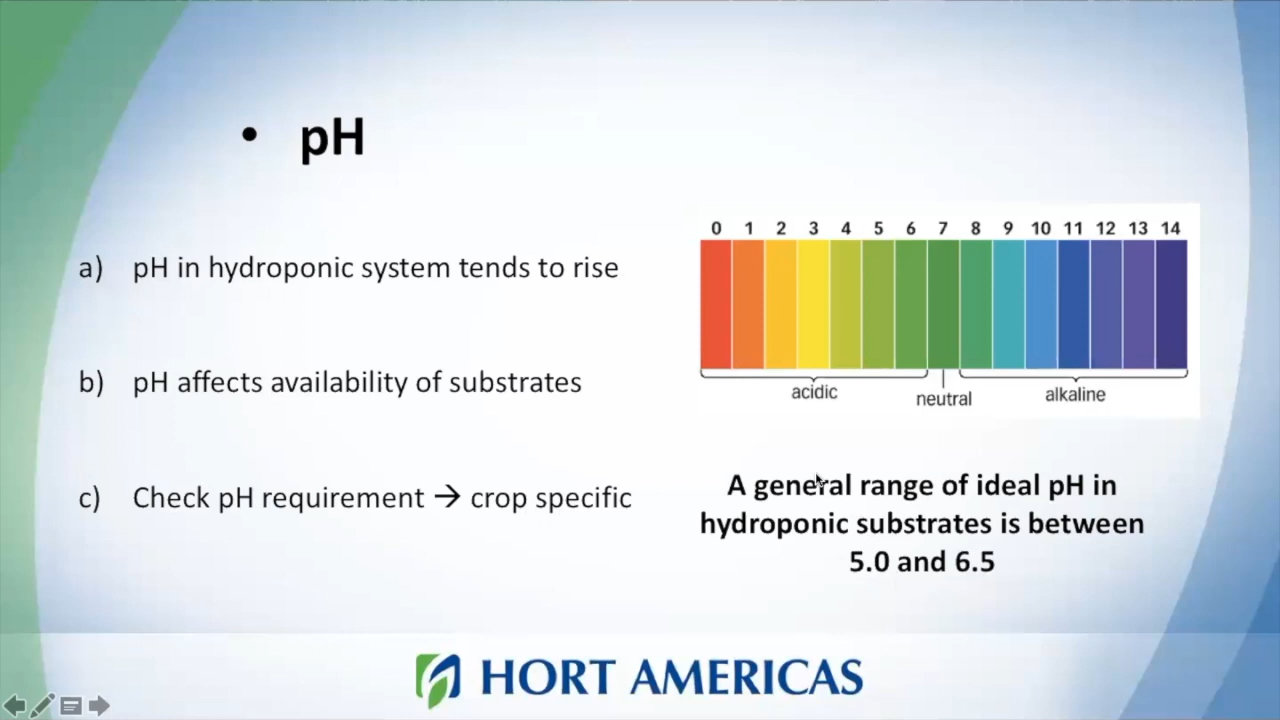 • pH
a) pH in hydroponic system tends to rise
b) pH affects availability of substrates
c) Check pH requirement → crop specific
0 1 2 3 4 5 6 7 8 9 10 11 12 13 14
acidic
neutral
alkaline
A general range of ideal pH in
hydroponic substrates is between
5.0 and 6.5
HORT AMERICAS